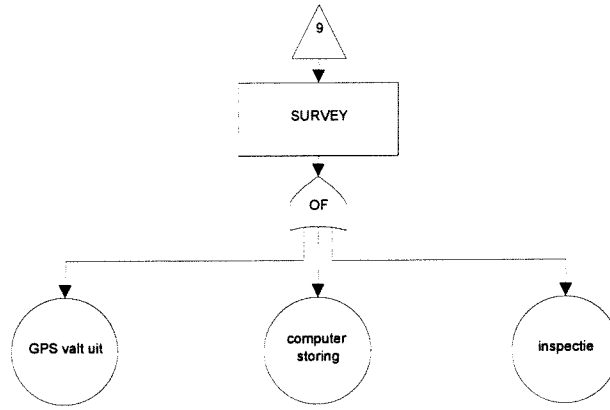 9
SURVEY
OF
GPS valt uit
computer
storing
inspectie